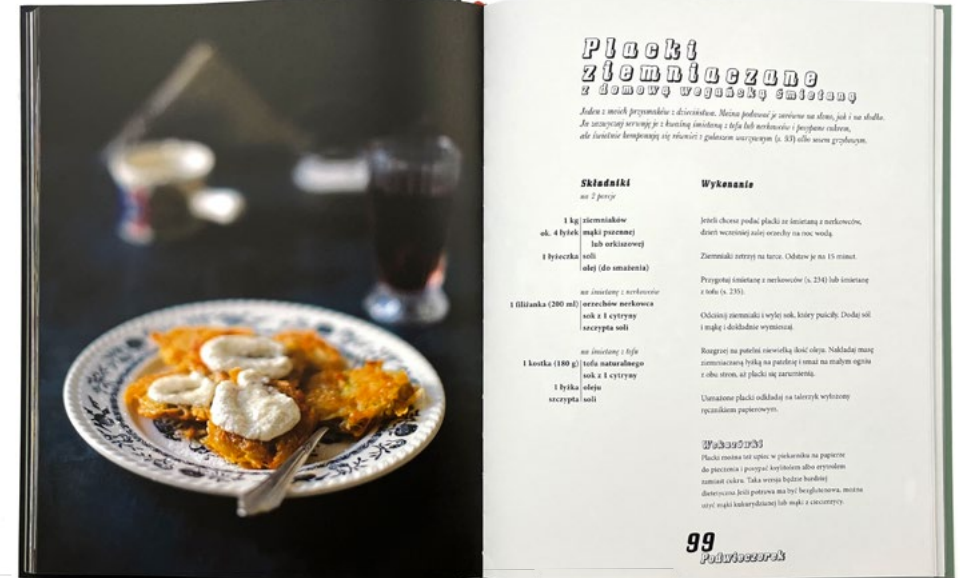 Placki
ziemniaczane
z domową wegańską śmietaną
Jeden z moich przysmaków z dzieciństwa. Można podawać je zarówno na słono, jak i na słodko.
Ja zazwyczaj serwuję je z kwaśną śmietaną z tofu lub nerkowców i posypane cukrem,
ale świetnie komponują się również z gulaszem warzywnym (s. 93) albo sosem grzybowym.
Składniki
na 2 porcje
1 kg ziemniaków
ok. 4 łyżek mąki pszennej
lub orkiszowej
1 łyżeczka soli
olej (do smażenia)
na śmietanę z nerkowców
1 filiżanka (200 ml) orzechów nerkowca
sok z 1 cytryny
szczypta soli
na śmietanę z tofu
1 kostka (180 g) tofu naturalnego
sok z 1 cytryny
1 łyżka oleju
szczypta soli
Wykonanie
Jeżeli chcesz podać placki ze śmietaną z nerkowców,
dzień wcześniej zalej orzechy na noc wodą.
Ziemniaki zetrzyj na tarce. Odstaw je na 15 minut.
Przygotuj śmietanę z nerkowców (s. 234) lub śmietanę
z tofu (s. 235).
Odciśnij ziemniaki i wylej sok, który puściły. Dodaj sól
i mąkę i dokładnie wymieszaj.
Rozgrzej na patelni niewielką ilość oleju. Nakładaj masę
ziemniaczaną łyżką na patelnię i smaż na małym ogniu
z obu stron, aż placki się zarumienią.
Usmażone placki odkładaj na talerzyk wyłożony
ręcznikiem papierowym.
Wskazówki
Placki można też upiec w piekarniku na papierze
do pieczenia i posypać ksylitolem albo erytrolem
zamiast cukru. Taka wersja będzie bardziej
dietetyczna. Jeśli potrawa ma być bezglutenowa, można
użyć mąki kukurydzianej lub mąki z ciecierzycy.
99
Podwieczorek